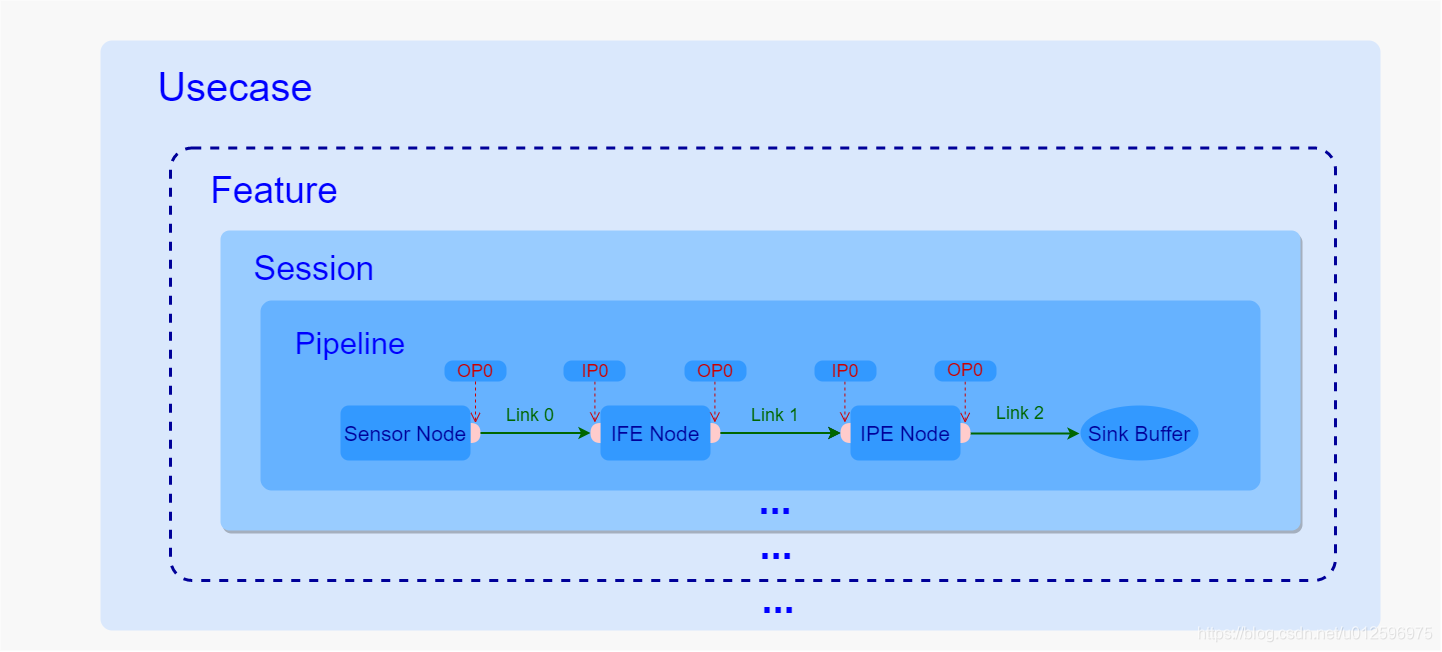 Usecase
Feature
Session
Pipeline
OP0 IP0 OP0 IP0 OP0
Link 0 Link 1 Link 2
Sensor Node IFE Node IPE Node Sink Buffer
...
...
...
https://blog.csdn.net/u012596975